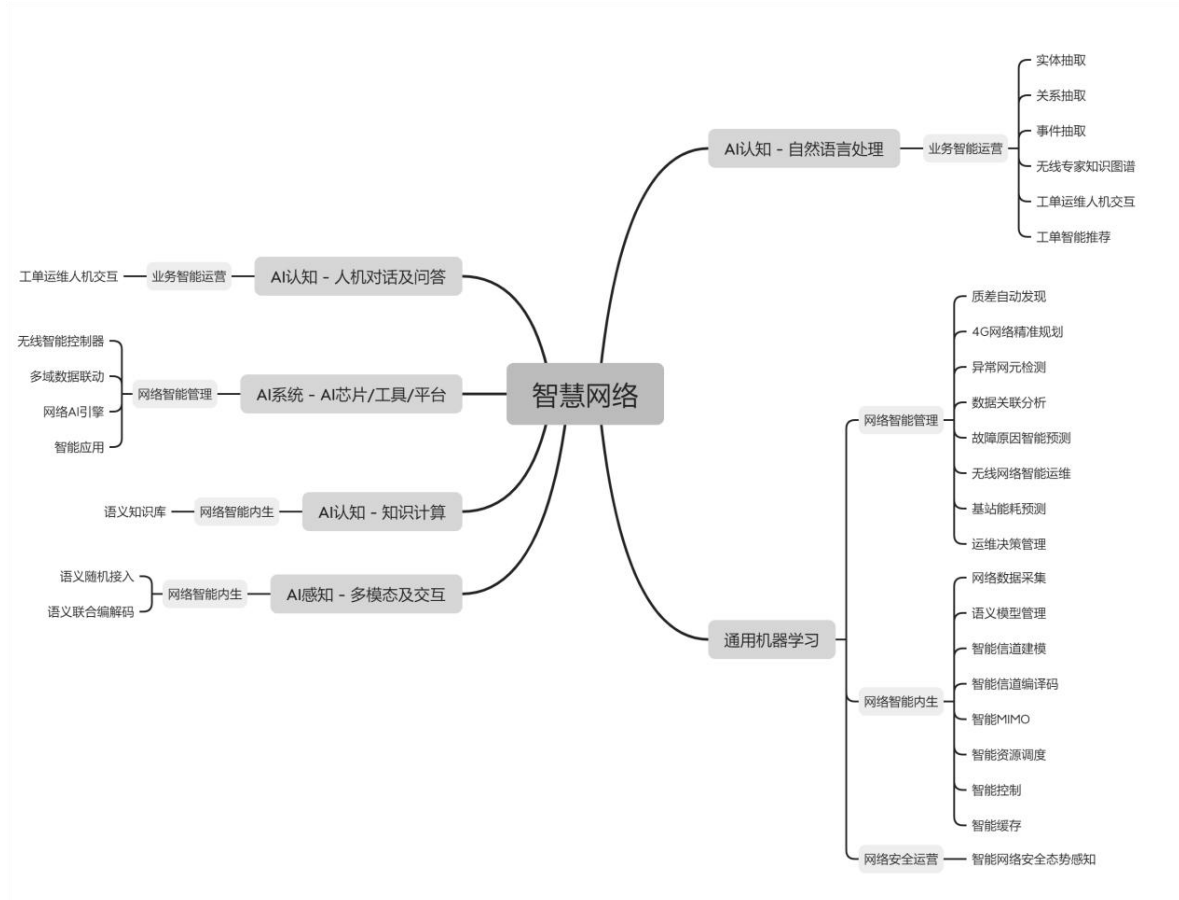 智慧网络
AI认知 - 自然语言处理
业务智能运营
实体抽取
关系抽取
事件抽取
无线专家知识图谱
工单运维人机交互
工单智能推荐
通用机器学习
网络智能管理
质差自动发现
4G网络精准规划
异常网元检测
数据关联分析
故障原因智能预测
无线网络智能运维
基站能耗预测
运维决策管理
网络智能内生
网络数据采集
语义模型管理
智能信道建模
智能信道编译码
智能MIMO
智能资源调度
智能控制
智能缓存
网络安全运营
智能网络安全态势感知
AI认知 - 人机对话及问答
业务智能运营
工单运维人机交互
AI系统 - AI芯片/工具/平台
网络智能管理
无线智能控制器
多域数据联动
网络AI引擎
智能应用
AI认知 - 知识计算
网络智能内生
语义知识库
AI感知 - 多模态及交互
网络智能内生
语义随机接入
语义联合编解码